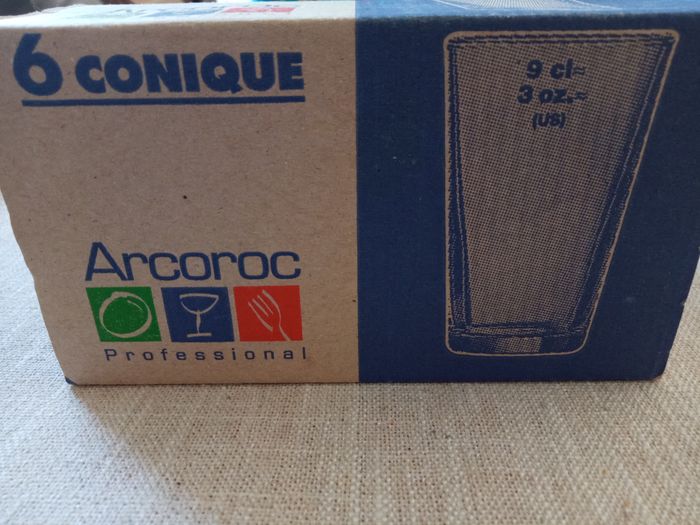 6 CONIQUE
Arcoroc
Professional
9 cl≈
3 oz.≈
(US)